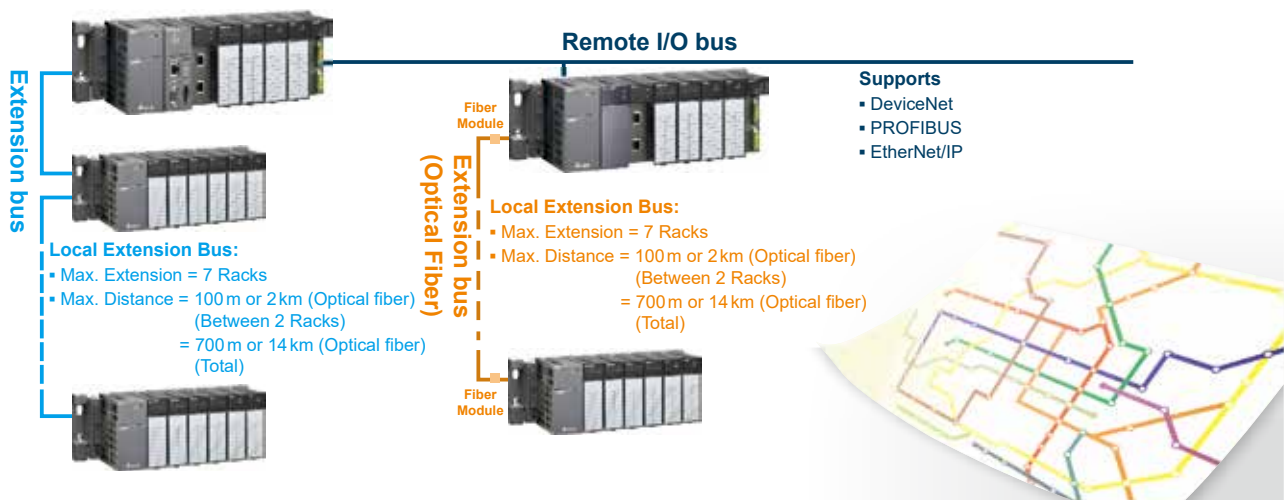 Remote I/O bus
Extension bus
Local Extension Bus:
▪ Max. Extension = 7 Racks
▪ Max. Distance = 100 m or 2 km (Optical fiber)
(Between 2 Racks)
= 700 m or 14 km (Optical fiber)
(Total)
Fiber
Module
Extension bus
(Optical Fiber)
Local Extension Bus:
▪ Max. Extension = 7 Racks
▪ Max. Distance = 100 m or 2 km (Optical fiber)
(Between 2 Racks)
= 700 m or 14 km (Optical fiber)
(Total)
Fiber
Module
Supports
▪ DeviceNet
▪ PROFIBUS
▪ EtherNet/IP